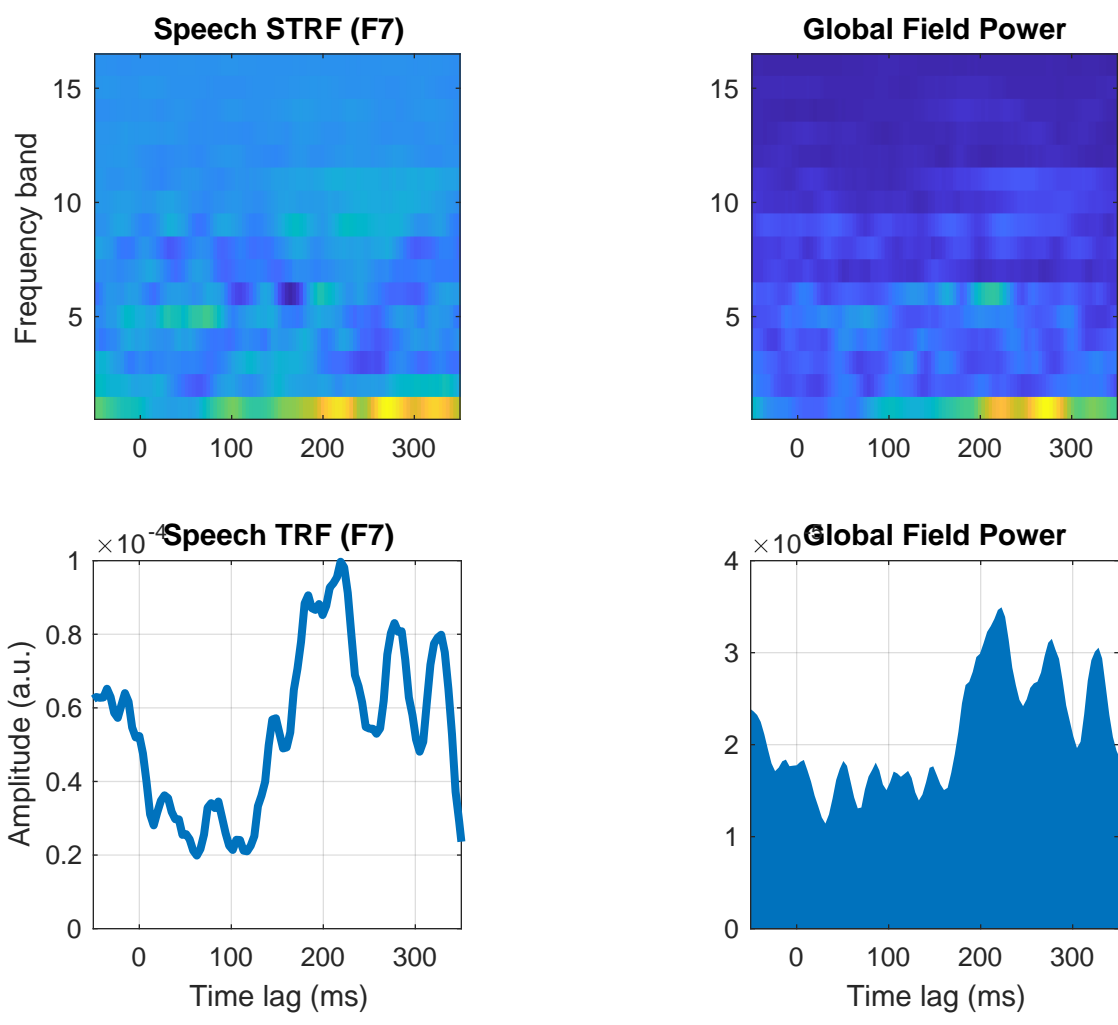 Speech STRF (F7)
Frequency band
15
10
5
0 100 200 300
Global Field Power
15
10
5
0 100 200 300
Speech TRF (F7)
×10-4
Amplitude (a.u.)
1
0.8
0.6
0.4
0.2
0
0 100 200 300
Time lag (ms)
Global Field Power
×10
4
3
2
1
0
0 100 200 300
Time lag (ms)